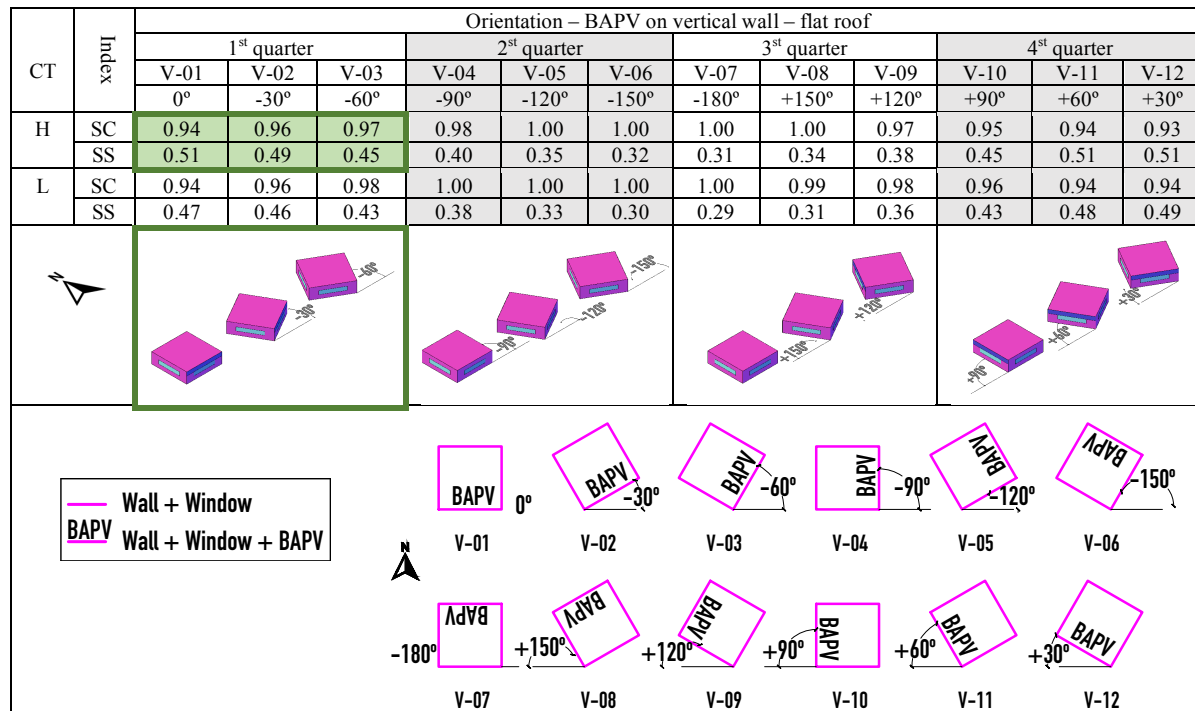 Orientation – BAPV on vertical wall – flat roof
CT Index 1st quarter 2st quarter 3st quarter 4st quarter
V-01 V-02 V-03 V-04 V-05 V-06 V-07 V-08 V-09 V-10 V-11 V-12
0º -30º -60º -90º -120º -150º -180º +150º +120º +90º +60º +30º
H SC 0.94 0.96 0.97 0.98 1.00 1.00 1.00 1.00 0.97 0.95 0.94 0.93
SS 0.51 0.49 0.45 0.40 0.35 0.32 0.31 0.34 0.38 0.45 0.51 0.51
L SC 0.94 0.96 0.98 1.00 1.00 1.00 1.00 0.99 0.98 0.96 0.94 0.94
SS 0.47 0.46 0.43 0.38 0.33 0.30 0.29 0.31 0.36 0.43 0.48 0.49
N
-30º -60º
-90º -120º -150º
+150º +120º
+90º +60º +30º
Wall + Window
BAPV Wall + Window + BAPV
N
BAPV 0º BAPV -30º BAPV -60º BAPV -90º BAPV -120º BAPV -150º
V-01 V-02 V-03 V-04 V-05 V-06
-180º BAPV +150º BAPV +120º BAPV +90º BAPV +60º BAPV +30º BAPV
V-07 V-08 V-09 V-10 V-11 V-12